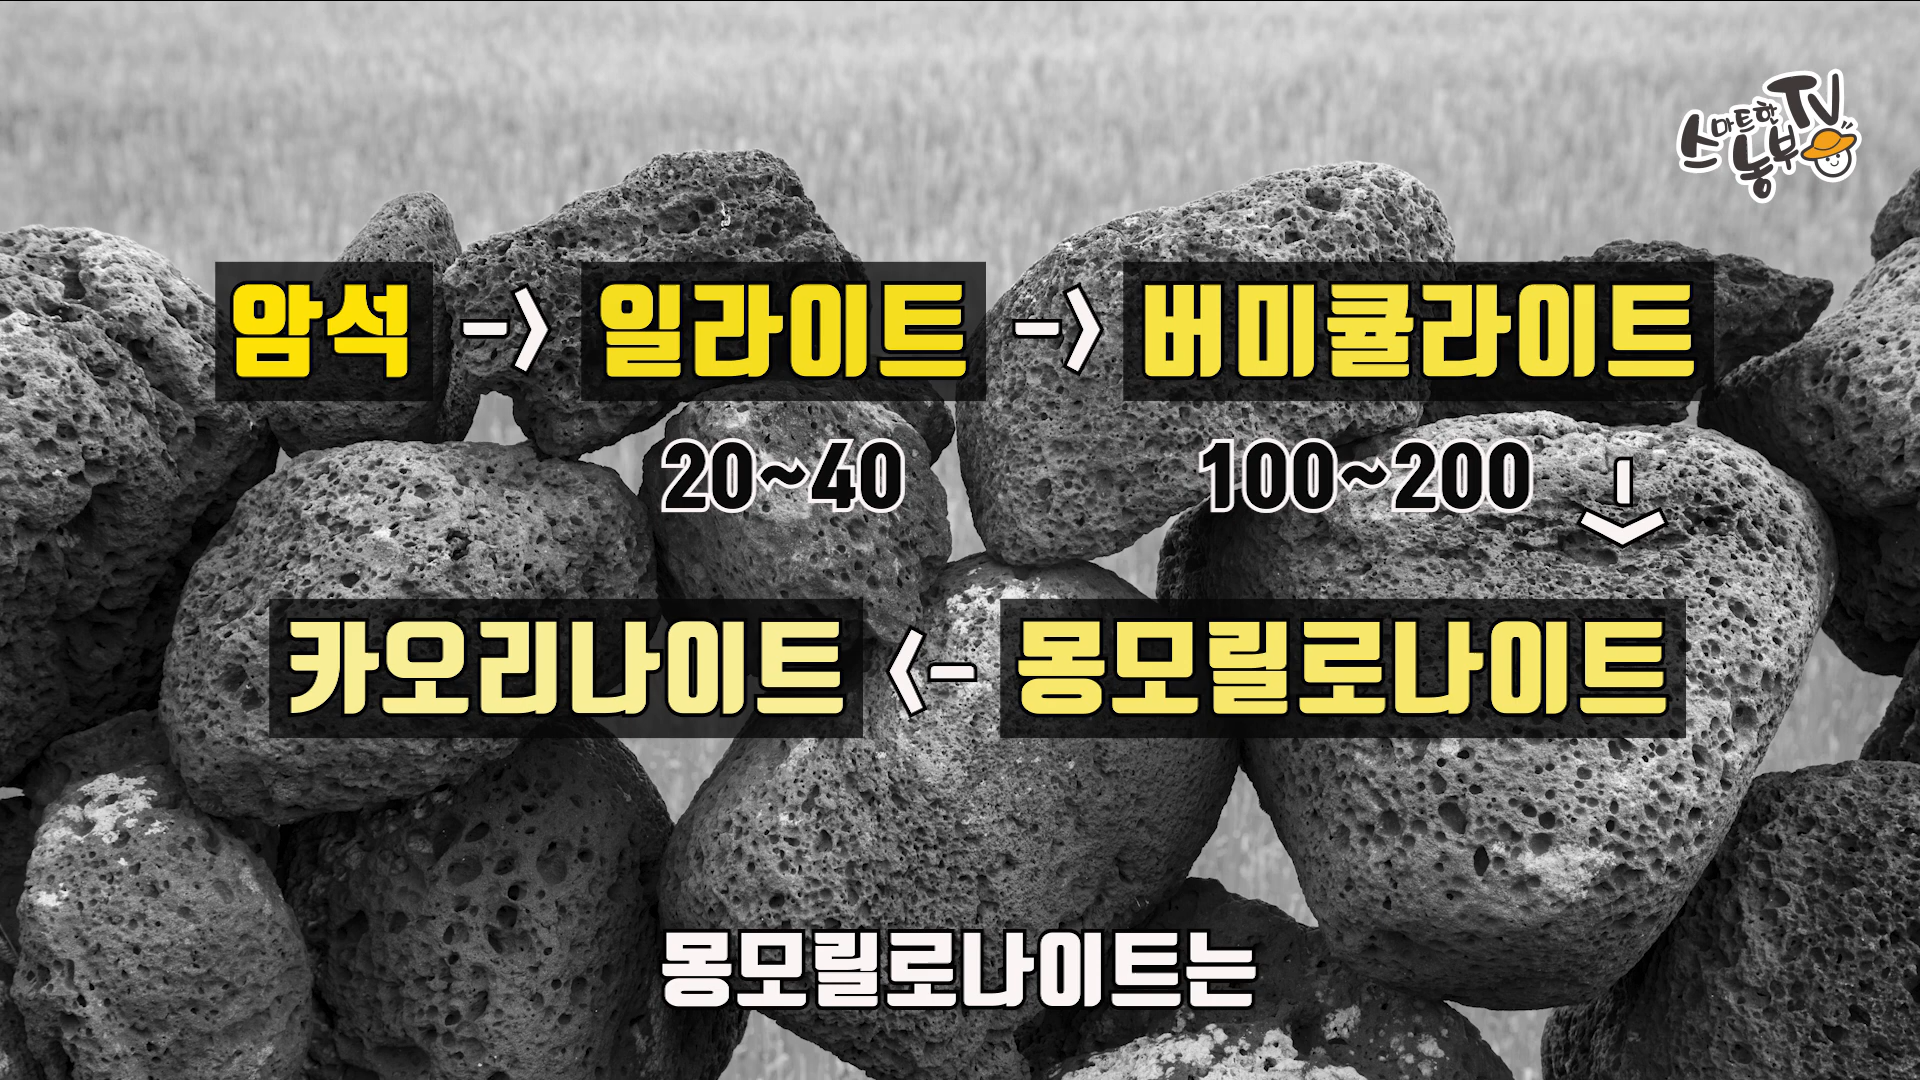 스마트한
농부TV
암석 -> 일라이트 -> 버미큘라이트
20~40 100~200
카오리나이트 <- 몽모릴로나이트
몽모릴로나이트는